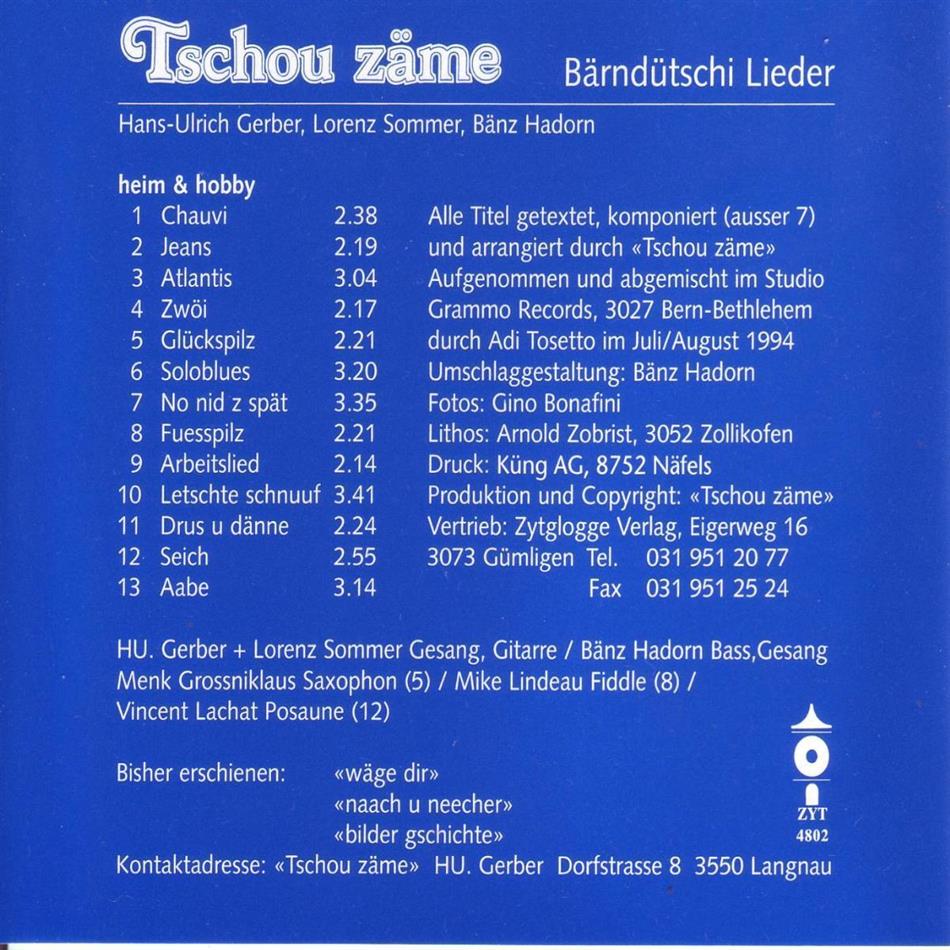 Tschou zäme Bärndütschi Lieder
Hans-Ulrich Gerber, Lorenz Sommer, Bänz Hadorn
heim & hobby
1 Chauvi 2.38 Alle Titel getextet, komponiert (ausser 7)
2 Jeans 2.19 und arrangiert durch «Tschou zäme»
3 Atlantis 3.04 Aufgenommen und abgemischt im Studio
4 Zwöi 2.17 Grammo Records, 3027 Bern-Bethlehem
5 Glückspilz 2.21 durch Adi Tosetto im Juli/August 1994
6 Soloblues 3.20 Umschlaggestaltung: Bänz Hadorn
7 No nid z spät 3.35 Fotos: Gino Bonafini
8 Fuesspilz 2.21 Lithos: Arnold Zobrist, 3052 Zollikofen
9 Arbeitslied 2.14 Druck: Küng AG, 8752 Näfels
10 Letschte schnuuf 3.41 Produktion und Copyright: «Tschou zäme»
11 Drus u dänne 2.24 Vertrieb: Zytglogge Verlag, Eigerweg 16
12 Seich 2.55 3073 Gümligen Tel. 031 951 20 77
13 Aabe 3.14 Fax 031 951 25 24
HU. Gerber + Lorenz Sommer Gesang, Gitarre / Bänz Hadorn Bass,Gesang
Menk Grossniklaus Saxophon (5) / Mike Lindeau Fiddle (8) /
Vincent Lachat Posaune (12)
Bisher erschienen: «wäge dir»
«naach u neecher»
«bilder gschichte»
ZYT
4802
Kontaktadresse: «Tschou zäme» HU. Gerber Dorfstrasse 8 3550 Langnau